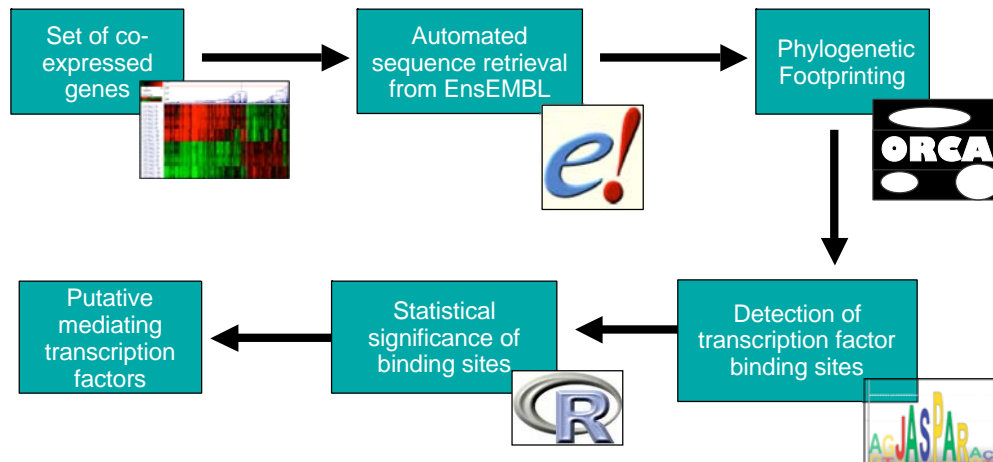 Set of co-
expressed
genes
Automated
sequence retrieval
from EnsEMBL
e!
Phylogenetic
Footprinting
ORCA
Putative
mediating
transcription
factors
Statistical
significance of
binding sites
R
Detection of
transcription factor
binding sites
JASPAR